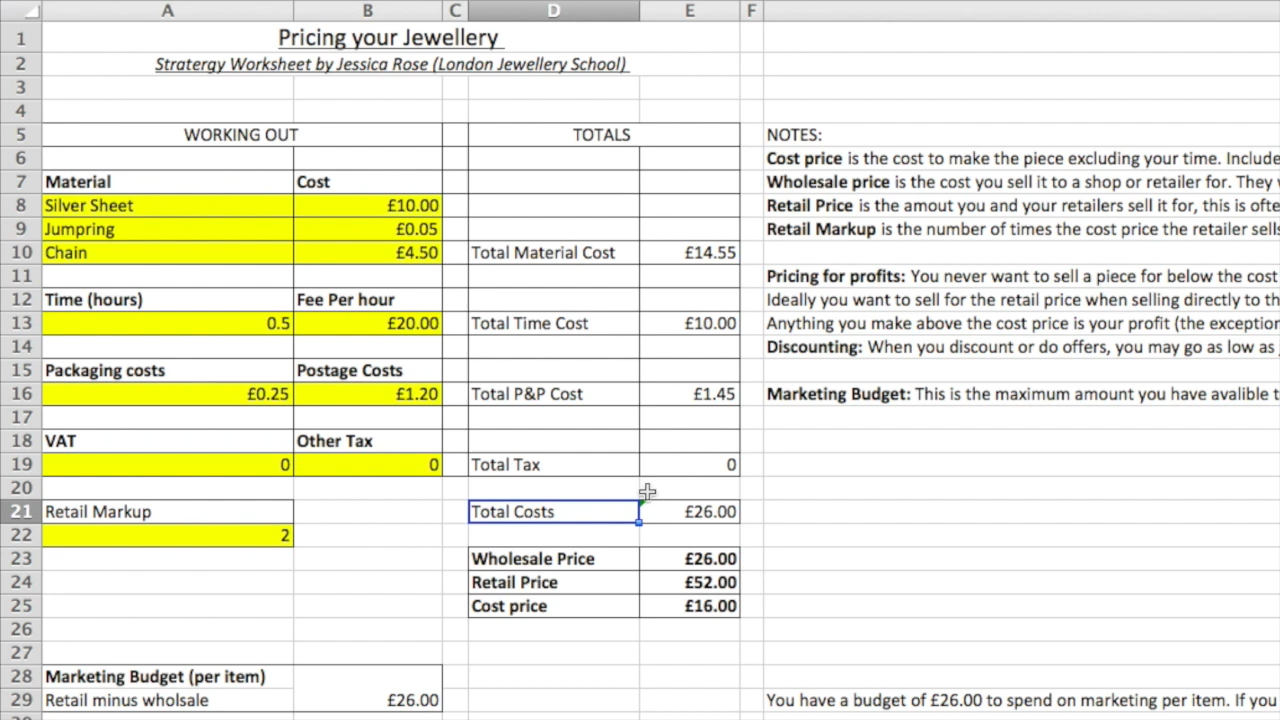 A B C D E F
1 Pricing your Jewellery
2 Stratergy Worksheet by Jessica Rose (London Jewellery School)
3
4
5 WORKING OUT TOTALS NOTES:
6 Cost price is the cost to make the piece excluding your time. Include
7 Material Cost Wholesale price is the cost you sell it to a shop or retailer for. They
8 Silver Sheet £10.00 Retail Price is the amout you and your retailers sell it for, this is ofte
9 Jumpring £0.05 Retail Markup is the number of times the cost price the retailer sells
10 Chain £4.50 Total Material Cost £14.55
11 Pricing for profits: You never want to sell a piece for below the cost
12 Time (hours) Fee Per hour Ideally you want to sell for the retail price when selling directly to th
13 0.5 £20.00 Total Time Cost £10.00 Anything you make above the cost price is your profit (the exception
14 Discounting: When you discount or do offers, you may go as low as
15 Packaging costs Postage Costs
16 £0.25 £1.20 Total P&P Cost £1.45 Marketing Budget: This is the maximum amount you have avalible t
17
18 VAT Other Tax
19 0 0 Total Tax 0
20
21 Retail Markup Total Costs £26.00
22 2
23 Wholesale Price £26.00
24 Retail Price £52.00
25 Cost price £16.00
26
27
28 Marketing Budget (per item)
29 Retail minus wholsale £26.00 You have a budget of £26.00 to spend on marketing per item. If you